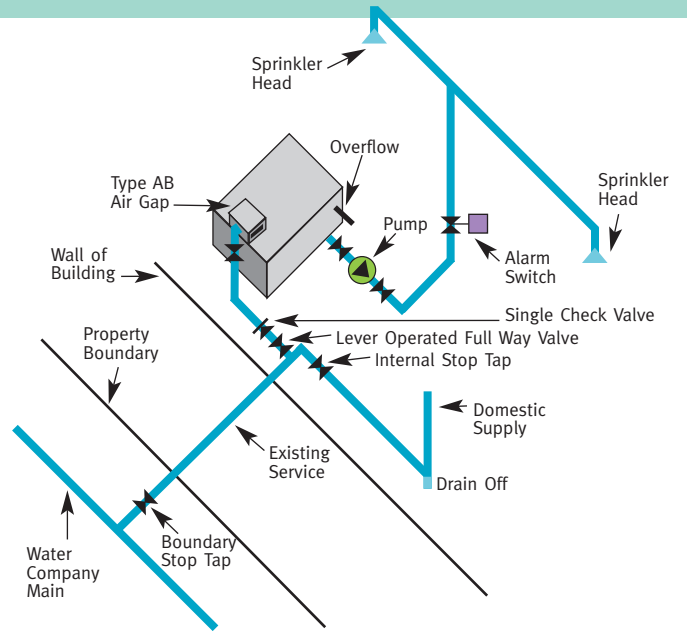 Sprinkler
Head
Overflow
Type AB
Air Gap
Sprinkler
Head
Pump
Wall of
Building
Alarm
Switch
Single Check Valve
Property
Boundary
Lever Operated Full Way Valve
Internal Stop Tap
Domestic
Supply
Existing
Service
Drain Off
Boundary
Stop Tap
Water
Company
Main